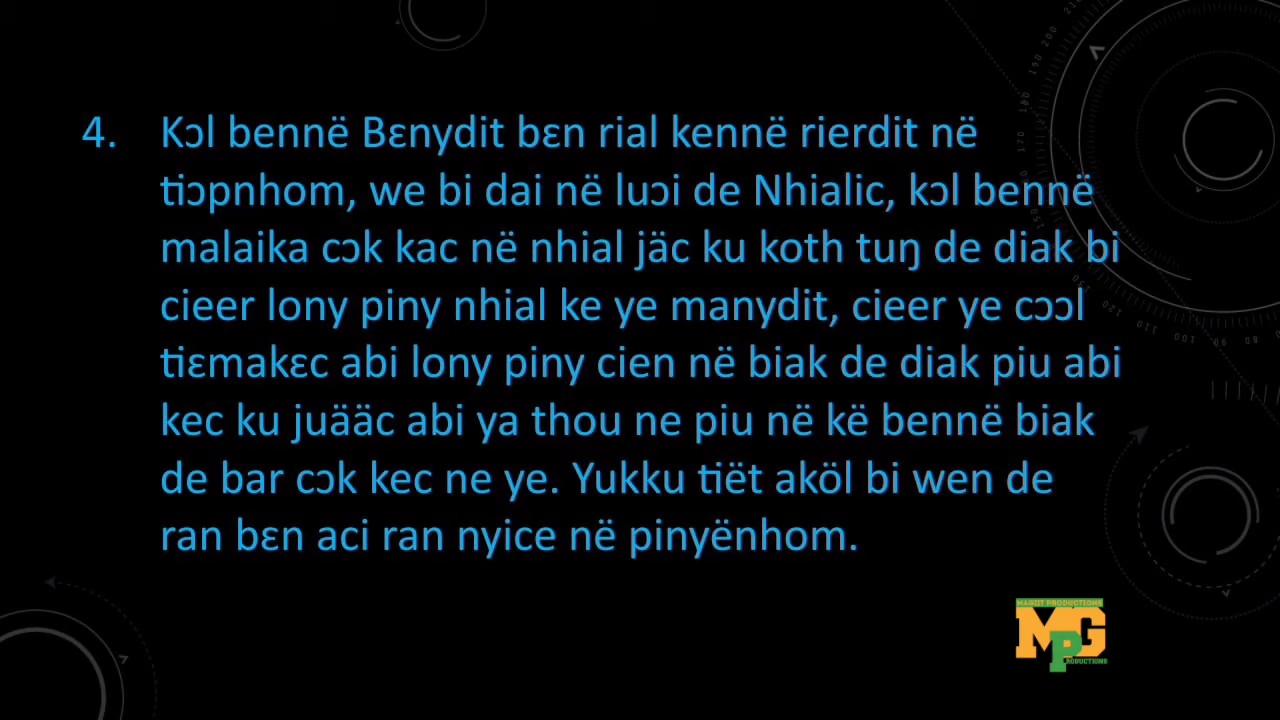 4. Kɔl bennë Bɛnydit bɛn rial kennë rierdit në
tiɔpnhom, we bi dai në luɔi de Nhialic, kɔl bennë
malaika cɔk kac në nhial jäc ku koth tuŋ de diak bi
cieer lony piny nhial ke ye manydit, cieer ye cɔɔl
tiɛmakɛc abi lony piny cien në biak de diak piu abi
kec ku juääc abi ya thou ne piu në kë bennë biak
de bar cɔk kec ne ye. Yukku tiët aköl bi wen de
ran bɛn aci ran nyice në pinyënhom.
MPG
PRODUCTIONS